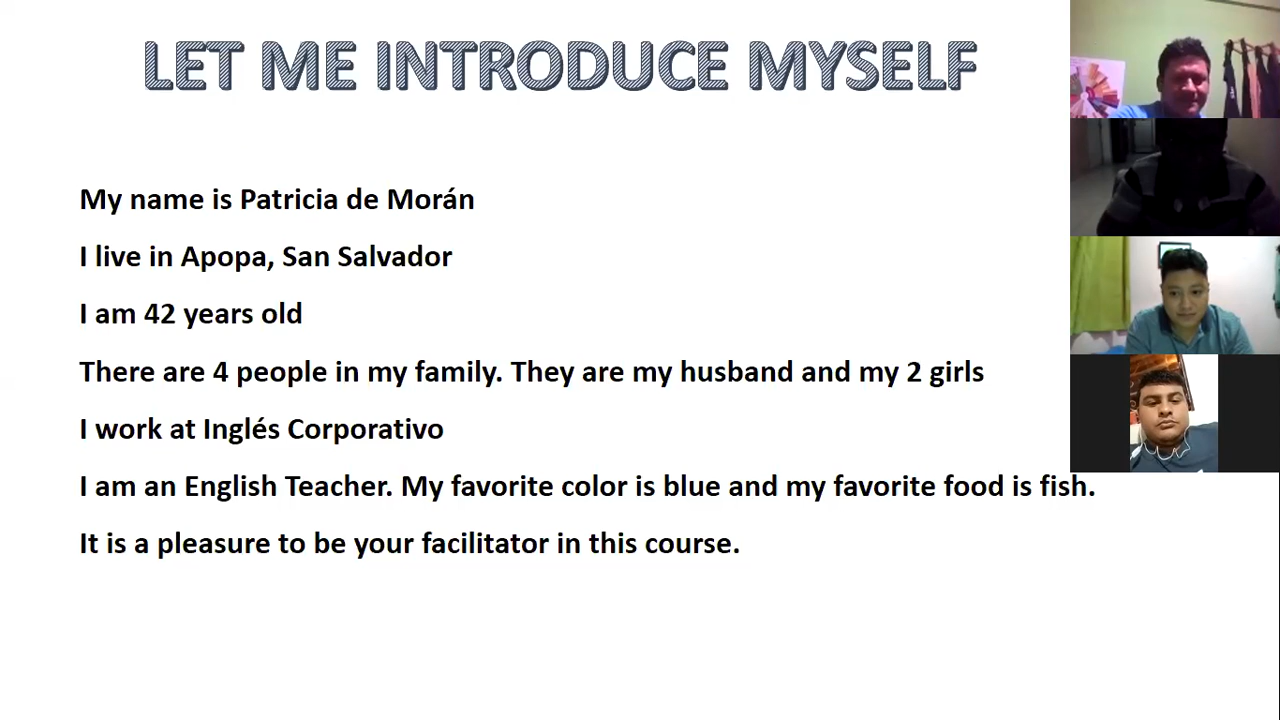 LET ME INTRODUCE MYSELF
My name is Patricia de Morán
I live in Apopa, San Salvador
I am 42 years old
There are 4 people in my family. They are my husband and my 2 girls
I work at Inglés Corporativo
I am an English Teacher. My favorite color is blue and my favorite food is fish.
It is a pleasure to be your facilitator in this course.